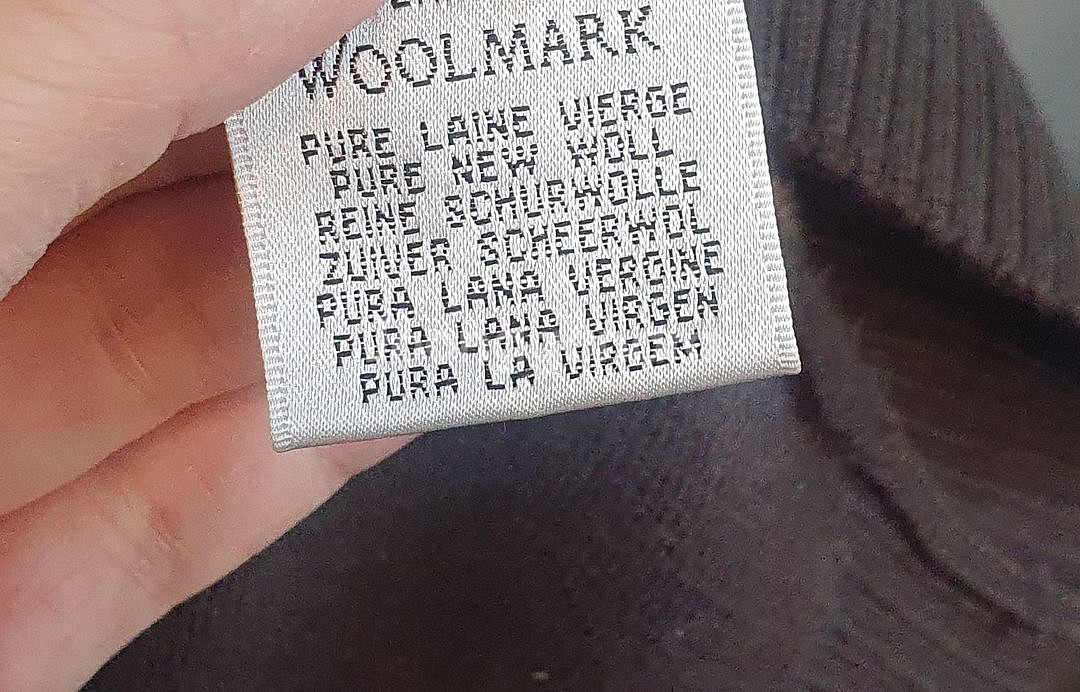 WOOLMARK
PURE LAINE VIERGE
PURE NEW WOLL
REINE SCHURWOLLE
ZUIVER SCHEERWOL
PURA LANA VERGINE
PURA LANA VIRGEN
PURA LA VIRGEM